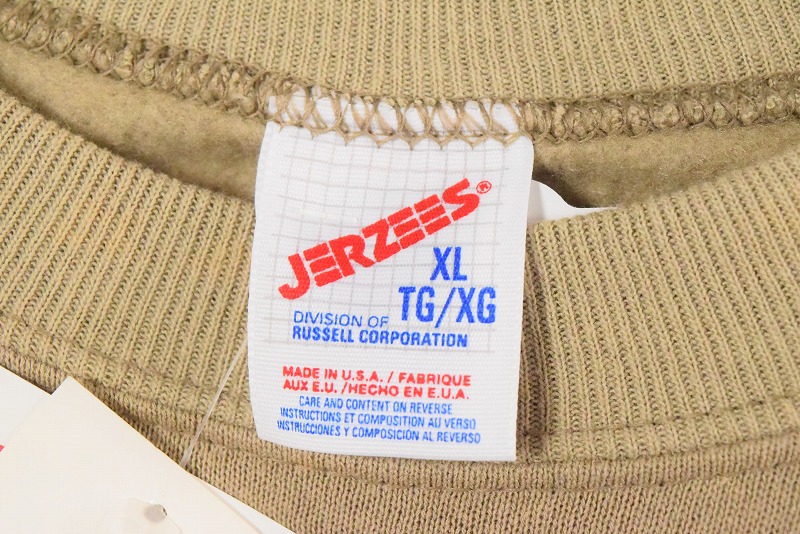 JERZEES®
XL
TG/XG
DIVISION OF
RUSSELL CORPORATION
MADE IN U.S.A. / FABRIQUE
AUX E.U. /HECHO EN E.U.A.
CARE AND CONTENT ON REVERSE
INSTRUCTIONS ET COMPOSITION AU VERSO
INSTRUCCIONES Y COMPOSICIÓN AL REVERSO